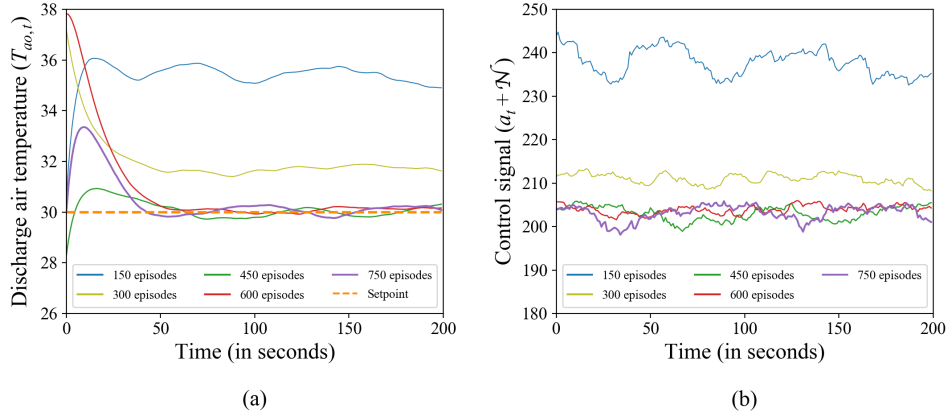 38
36
34
32
30
28
26
0
50
100
150
200
Discharge air temperature (T_{ao,t})
150 episodes
300 episodes
450 episodes
600 episodes
750 episodes
Setpoint
Time (in seconds)
(a)
250
240
230
220
210
200
190
180
0
50
100
150
200
Control signal (a_t + 𝒩)
150 episodes
300 episodes
450 episodes
600 episodes
750 episodes
Time (in seconds)
(b)